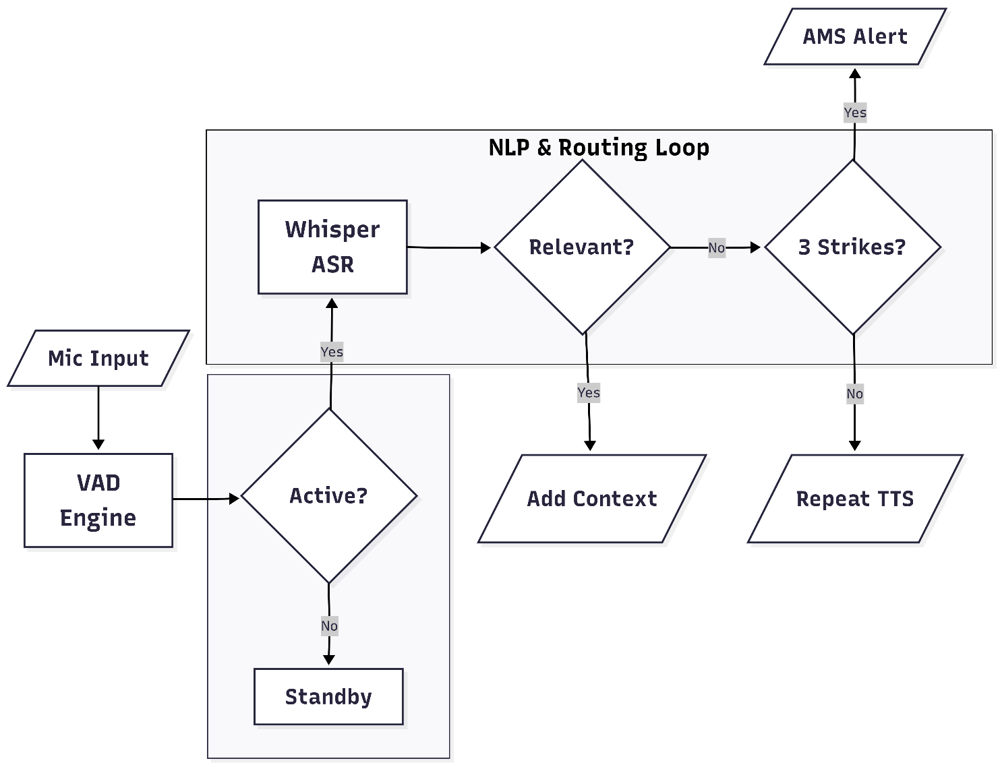 AMS Alert
Yes
NLP & Routing Loop
Whisper
ASR
Relevant?
No
3 Strikes?
Mic Input
Yes
Yes
No
VAD
Engine
Active?
Add Context
Repeat TTS
No
Standby